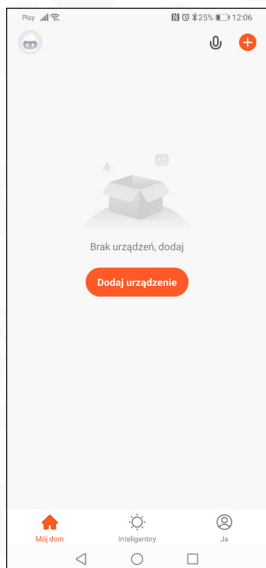 Play 25% 12:06
Brak urządzeń, dodaj
Dodaj urządzenie
Mój dom Inteligentny Ja